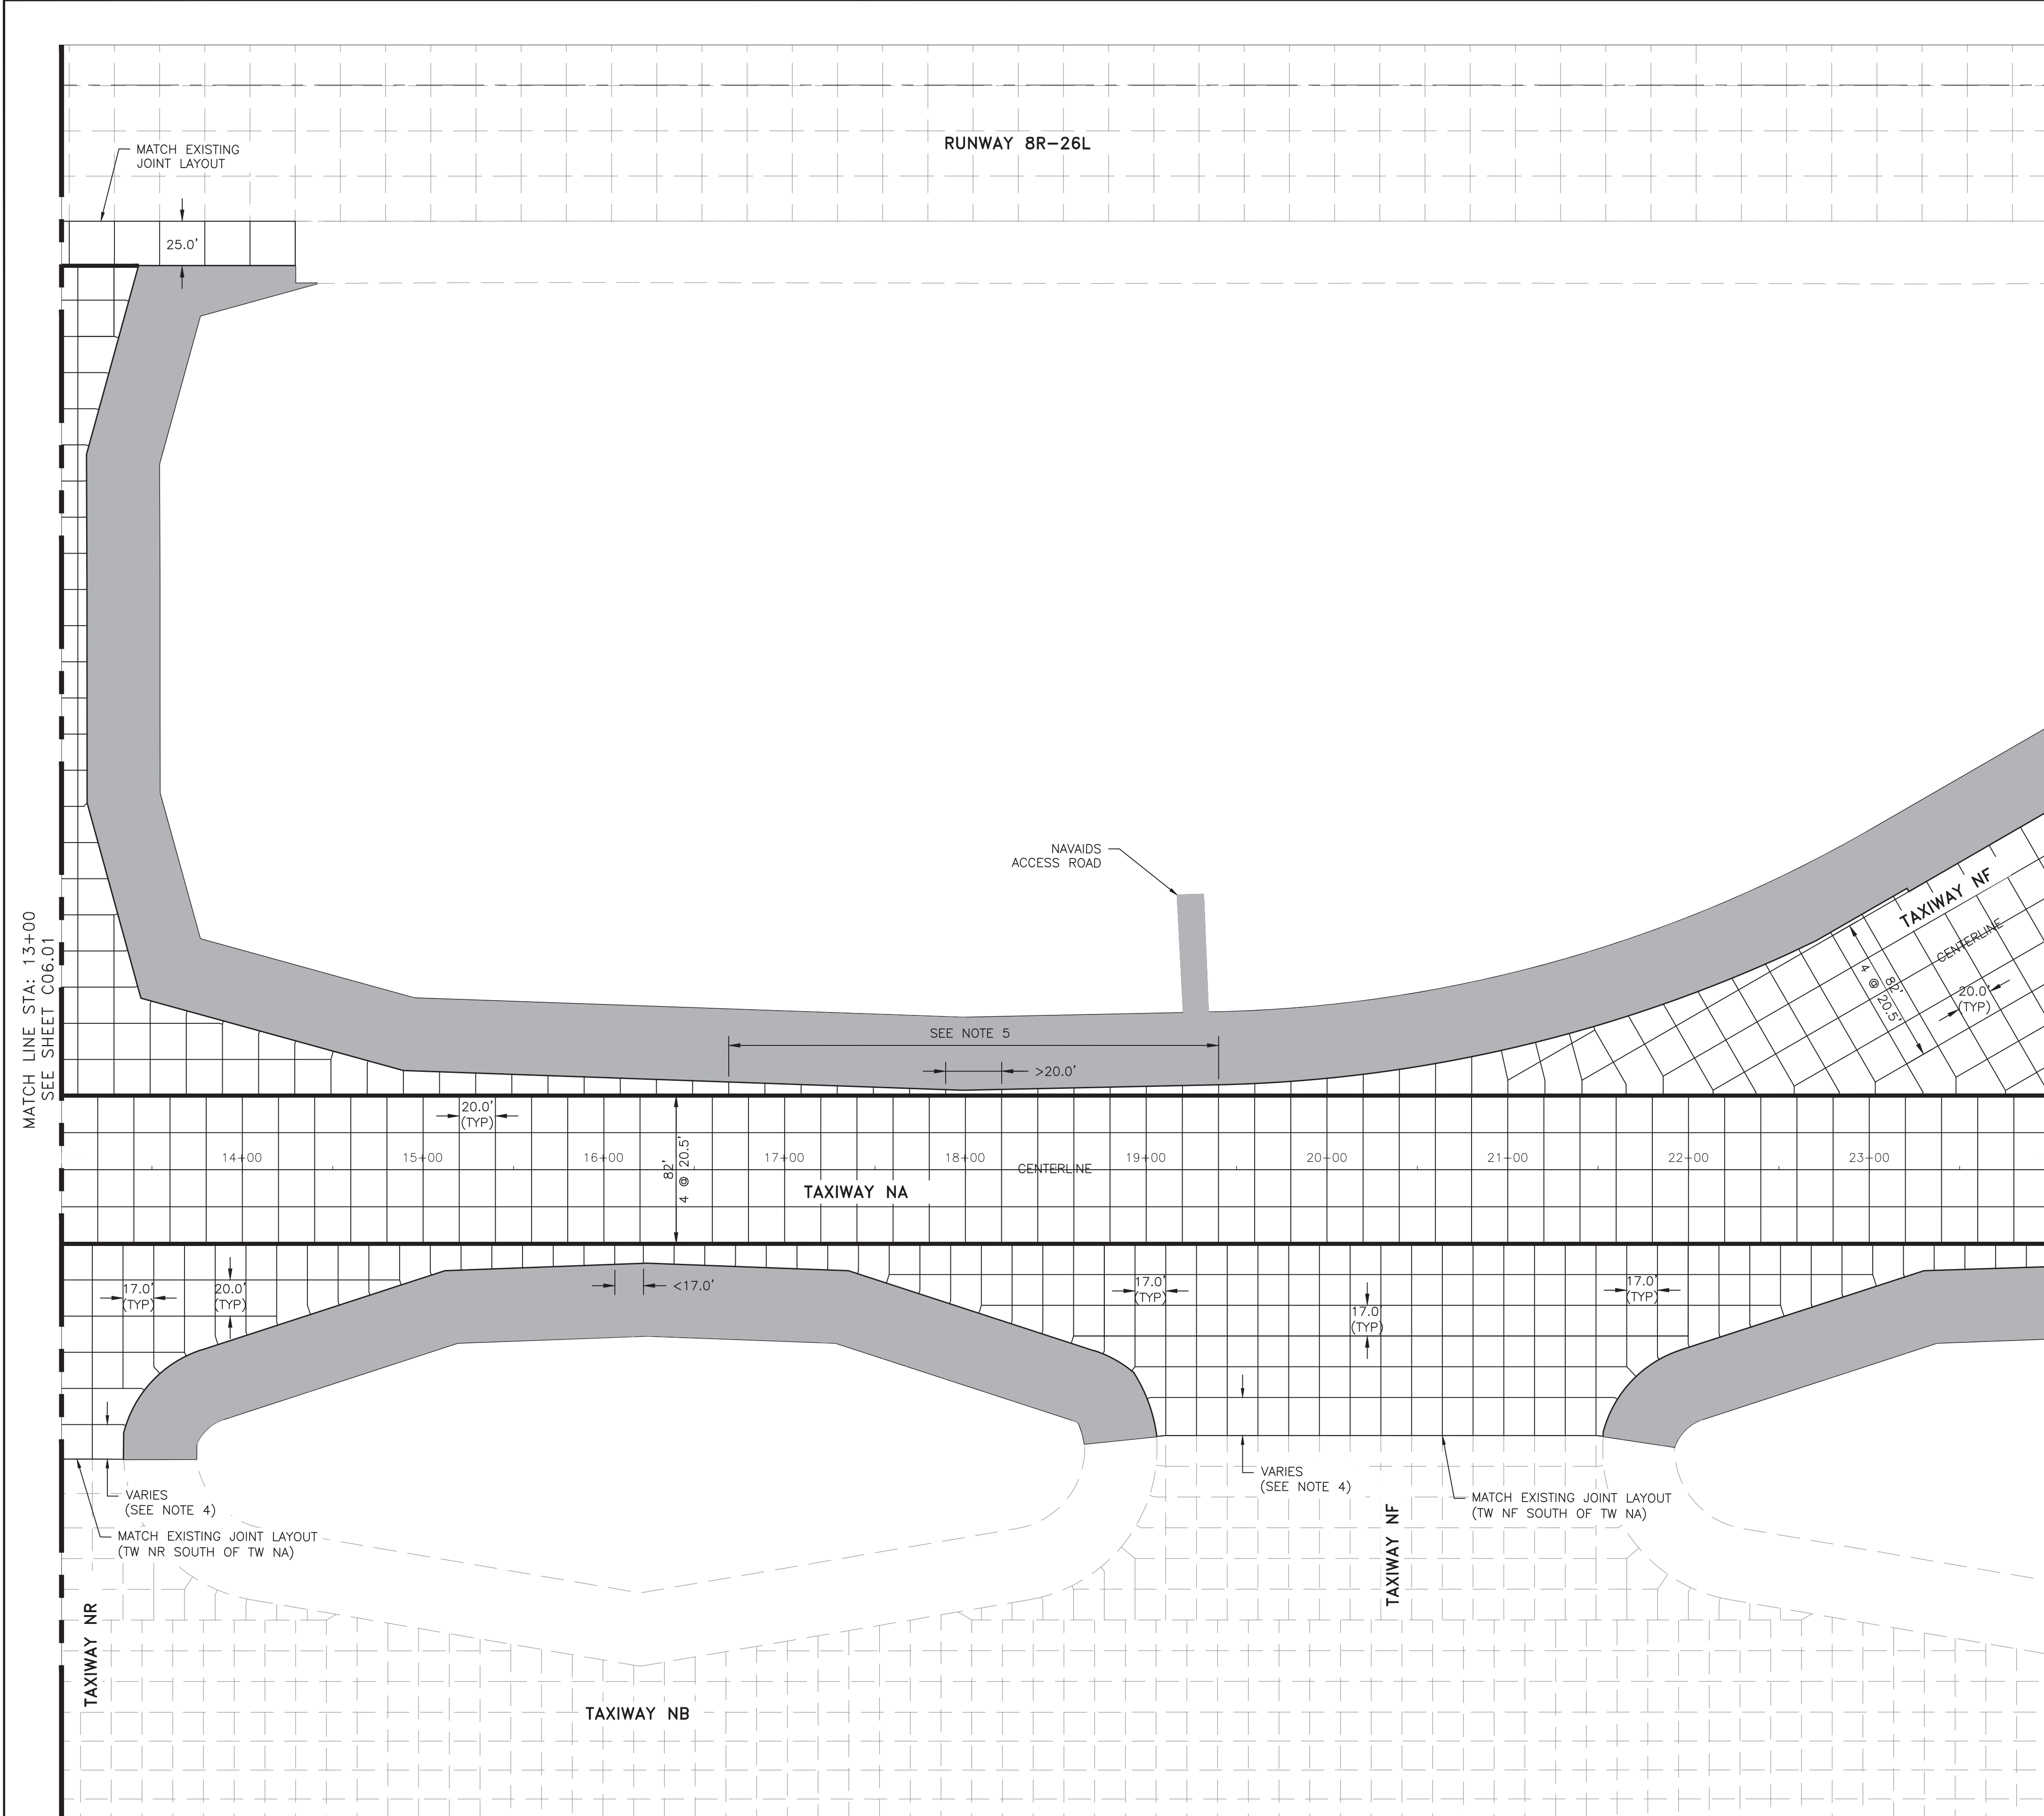 RUNWAY 8R-26L
MATCH EXISTING
JOINT LAYOUT
25.0'
NAVAIDS
ACCESS ROAD
TAXIWAY NF
CENTERLINE
82'
4 @ 20.5'
20.0'
(TYP)
MATCH LINE STA: 13+00
SEE SHEET C06.01
SEE NOTE 5
>20.0'
20.0'
(TYP)
14+00
15+00
16+00
17+00
18+00
19+00
20+00
21+00
22+00
23+00
82'
4 @ 20.5'
CENTERLINE
TAXIWAY NA
17.0'
(TYP)
20.0'
(TYP)
<17.0'
17.0'
(TYP)
17.0
(TYP)
17.0'
(TYP)
VARIES
(SEE NOTE 4)
MATCH EXISTING JOINT LAYOUT
(TW NR SOUTH OF TW NA)
VARIES
(SEE NOTE 4)
MATCH EXISTING JOINT LAYOUT
(TW NF SOUTH OF TW NA)
TAXIWAY NF
TAXIWAY NR
TAXIWAY NB